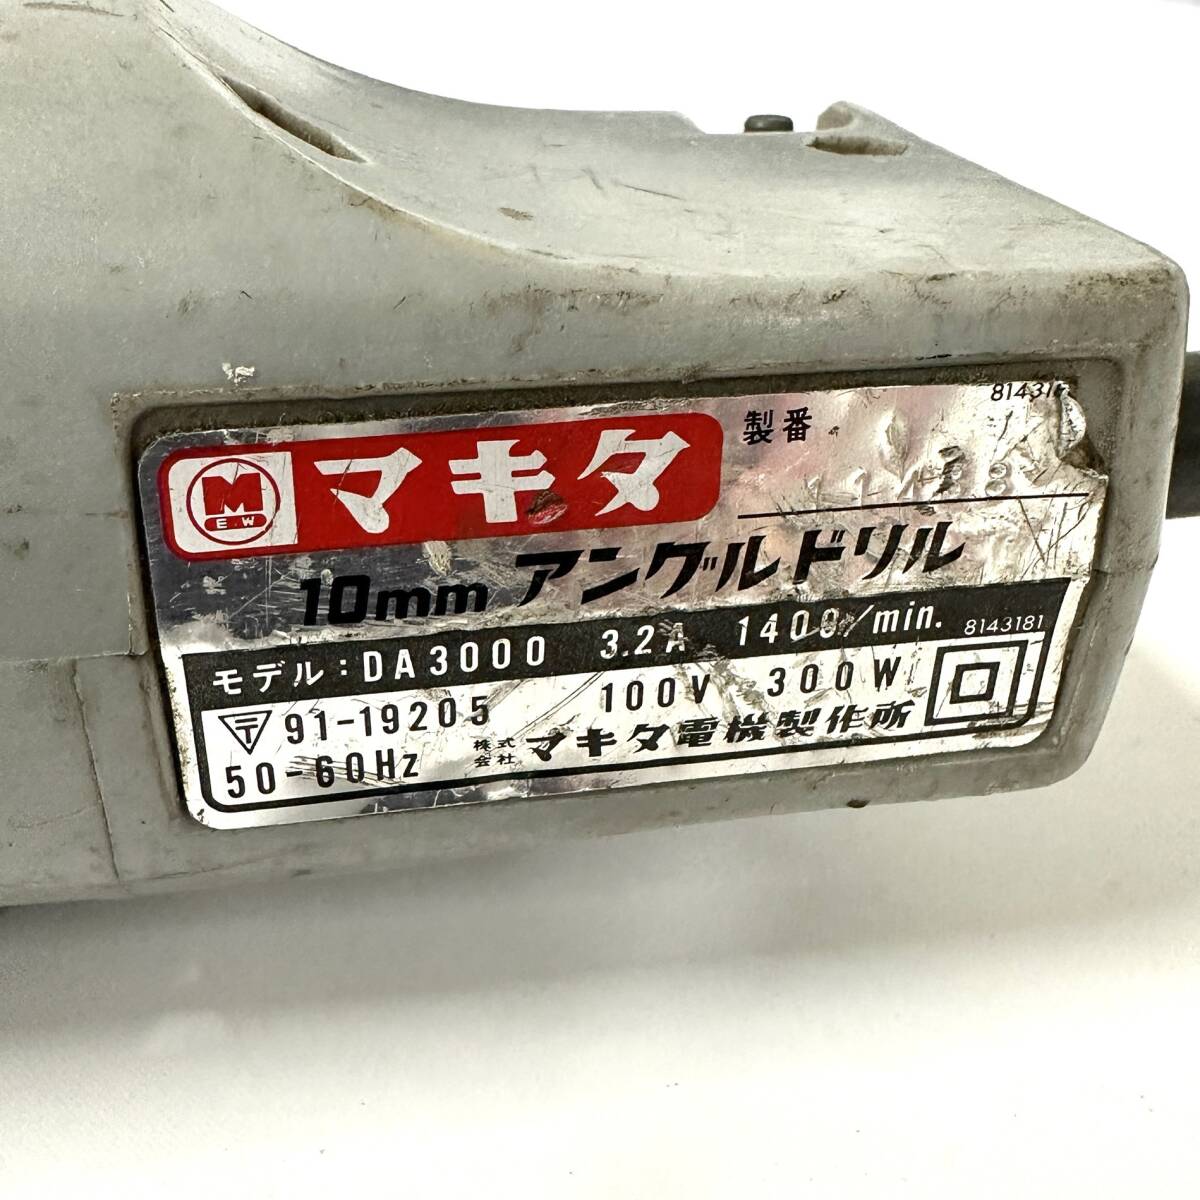 814318
M
E W
マキタ
製番
10mm アングルドリル
モデル:DA3000 3.2A 1400/min. 8143181
〒 91-19205 100V 300W
50-60Hz 株式会社 マキタ電機製作所